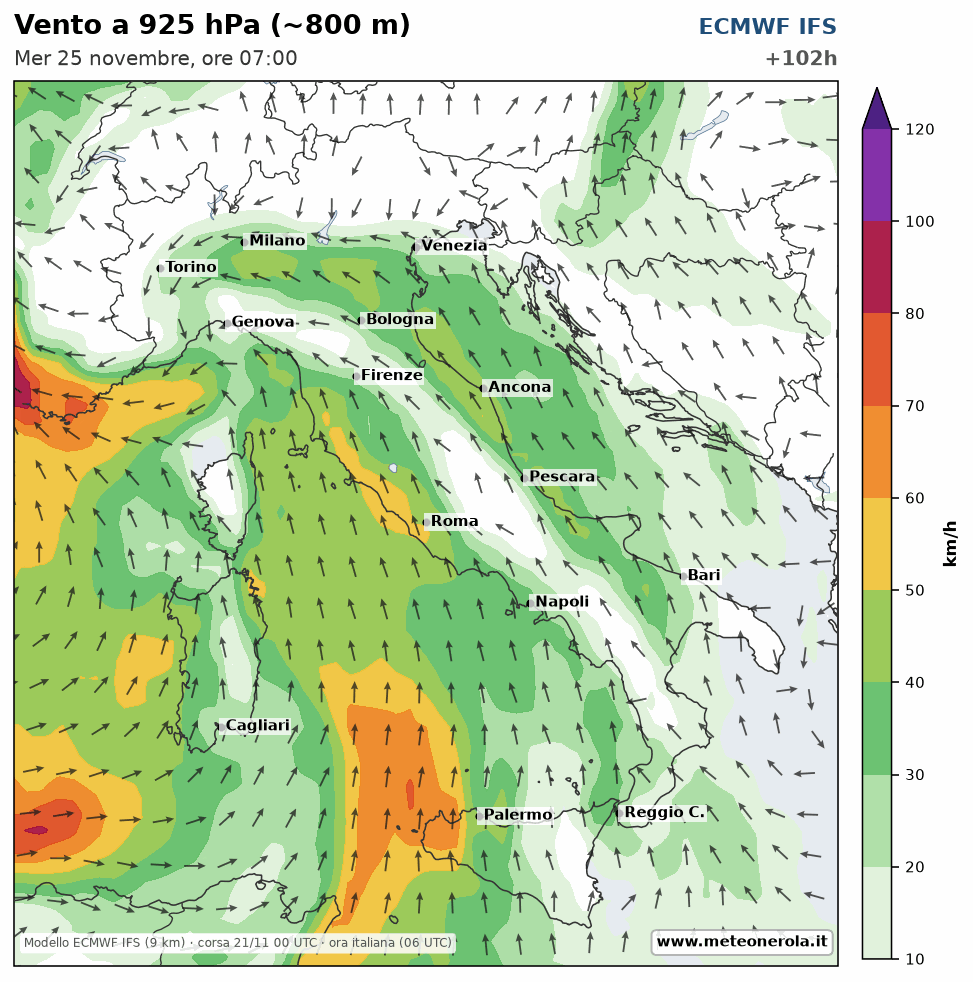 Vento a 925 hPa (~800 m)
ECMWF IFS
Mer 25 novembre, ore 07:00
+102h
Milano
Venezia
Torino
Genova
Bologna
Firenze
Ancona
Pescara
Roma
Bari
Napoli
Cagliari
Palermo
Reggio C.
120
100
80
70
60
50
40
30
20
10
km/h
Modello ECMWF IFS (9 km) · corsa 21/11 00 UTC · ora italiana (06 UTC)
www.meteonerola.it